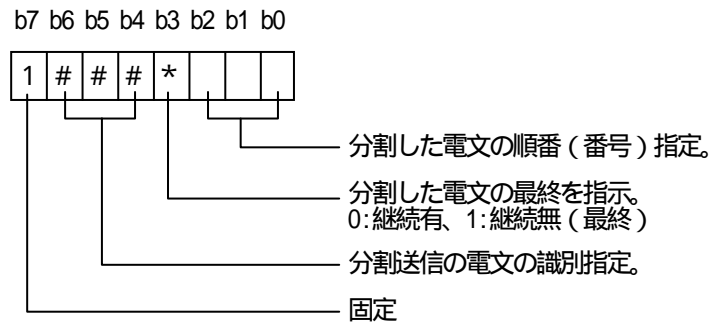 b7 b6 b5 b4 b3 b2 b1 b0
1 # # # *
分割した電文の順番（番号）指定。
分割した電文の最終を指示。
0:継続有、1:継続無（最終）
分割送信の電文の識別指定。
固定